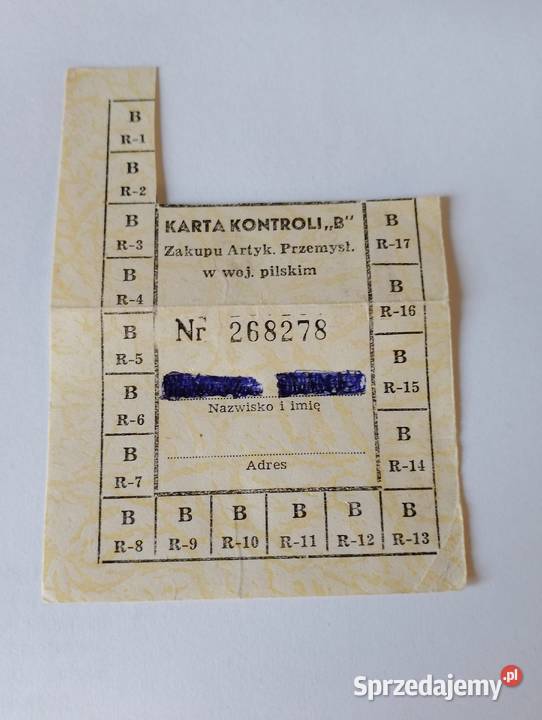 B
R-1
B
R-2
B
R-3
B
R-4
B
R-5
B
R-6
B
R-7
B
R-8
B
R-9
B
R-10
B
R-11
B
R-12
B
R-13
B
R-14
B
R-15
B
R-16
B
R-17
KARTA KONTROLI „B"
Zakupu Artyk. Przemysł.
w woj. pilskim
Nr 268278
Nazwisko i imię
Adres
Sprzedajemy.pl